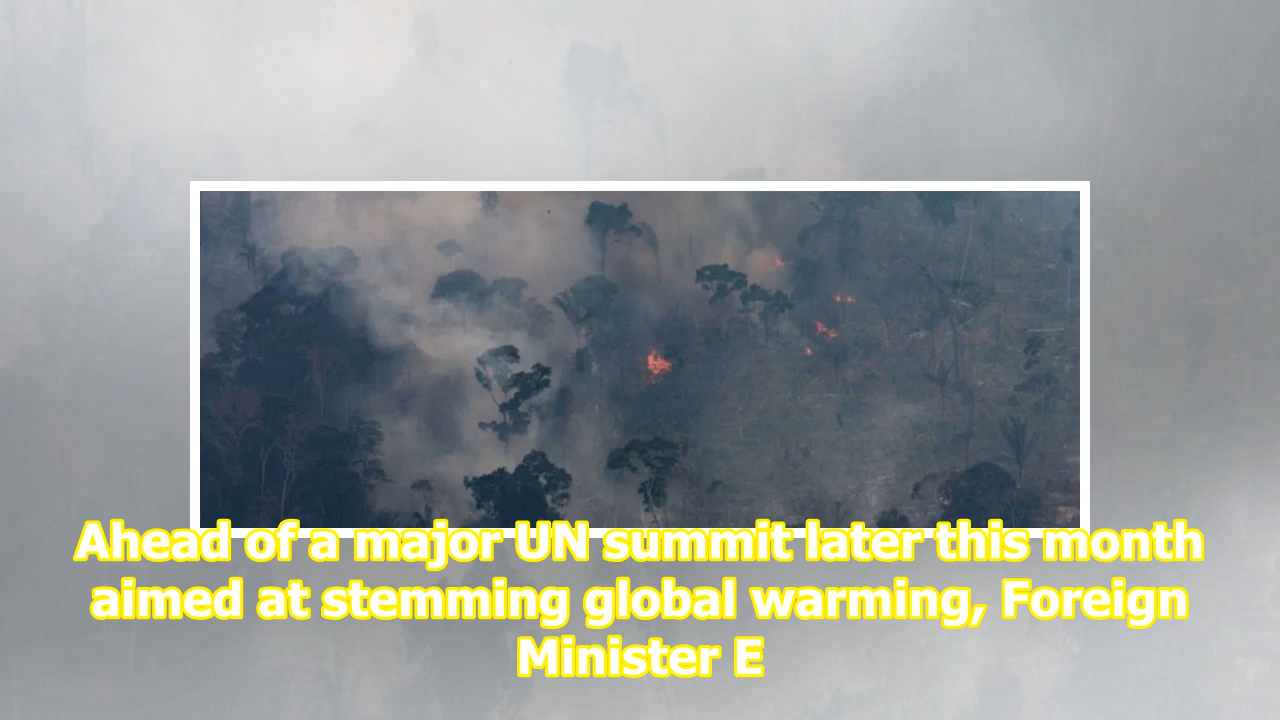 Ahead of a major UN summit later this month
aimed at stemming global warming, Foreign
Minister E